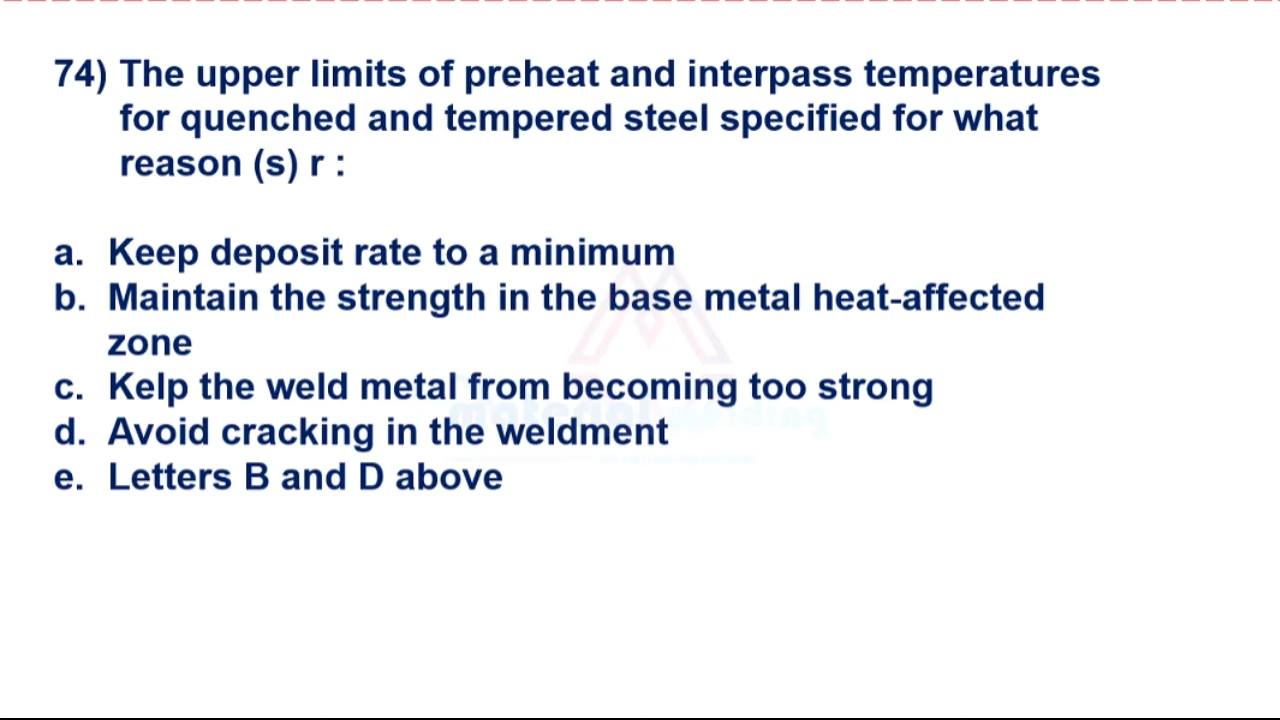 74) The upper limits of preheat and interpass temperatures
for quenched and tempered steel specified for what
reason (s) r :
a. Keep deposit rate to a minimum
b. Maintain the strength in the base metal heat-affected
zone
c. Kelp the weld metal from becoming too strong
d. Avoid cracking in the weldment
e. Letters B and D above